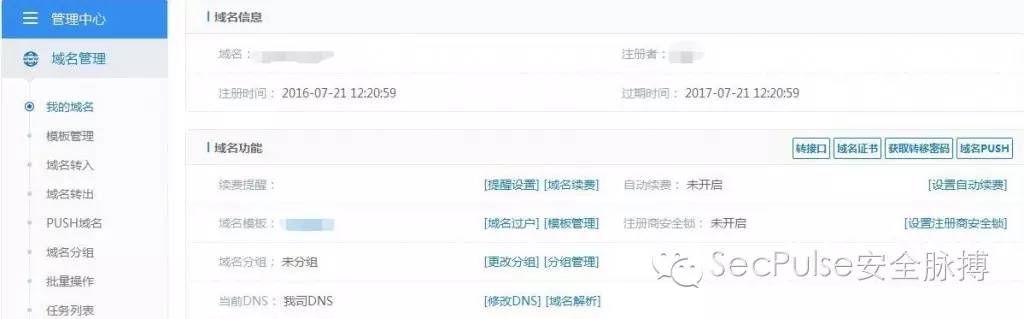 管理中心
域名管理
我的域名
模板管理
域名转入
域名转出
PUSH域名
域名分组
批量操作
任务列表
域名信息
域名： 注册者：
注册时间： 2016-07-21 12:20:59 过期时间： 2017-07-21 12:20:59
域名功能 转接口 域名证书 获取转移密码 域名PUSH
续费提醒： [提醒设置] [域名续费] 自动续费： 未开启 [设置自动续费]
域名模板： [域名过户] [模板管理] 注册商安全锁： 未开启 [设置注册商安全锁]
域名分组： 未分组 [更改分组] [分组管理]
当前DNS： 我司DNS [修改DNS] [域名解析]
SecPulse安全脉搏